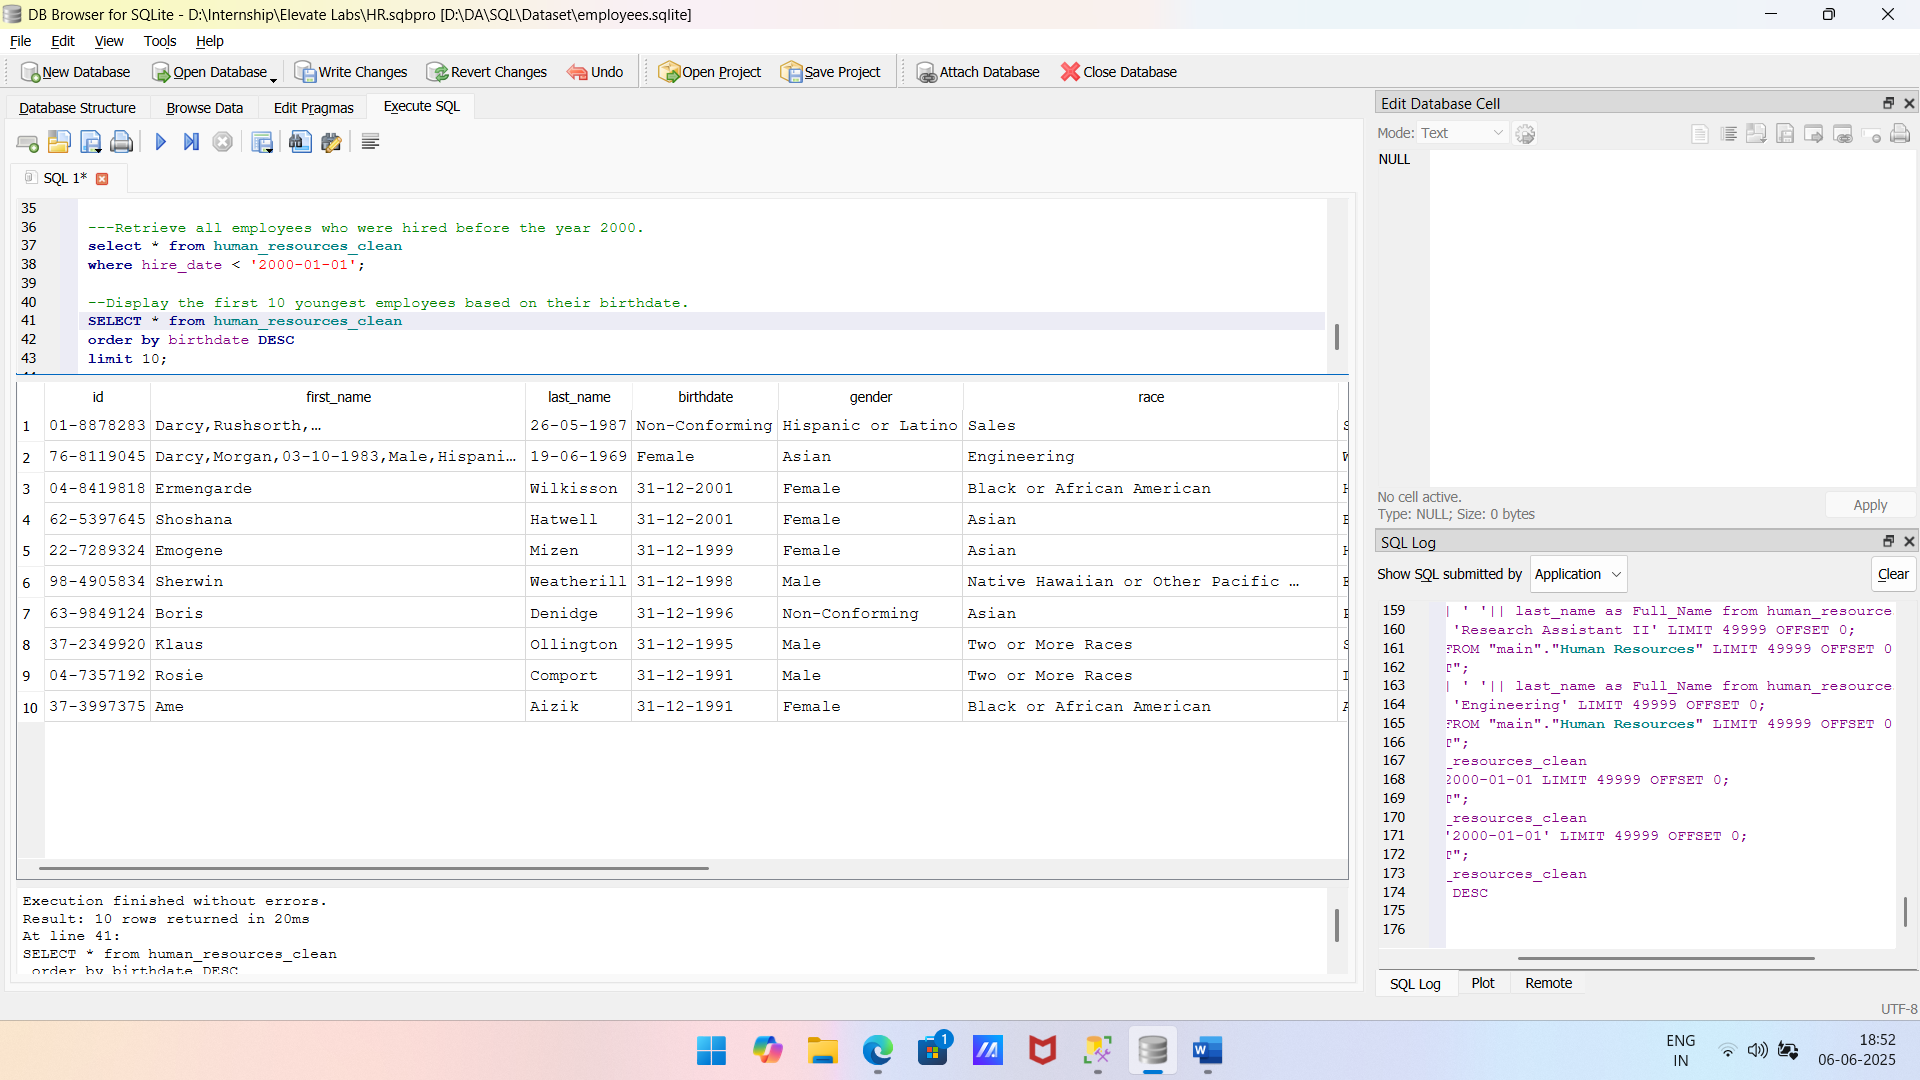 DB Browser for SQLite - D:\Internship\Elevate Labs\HR.sqbpro [D:\DA\SQL\Dataset\employees.sqlite]
File Edit View Tools Help
New Database Open Database Write Changes Revert Changes Undo Open Project Save Project Attach Database Close Database
Database Structure Browse Data Edit Pragmas Execute SQL
SQL 1*
35
36 ---Retrieve all employees who were hired before the year 2000.
37 select * from human_resources_clean
38 where hire_date < '2000-01-01';
39
40 --Display the first 10 youngest employees based on their birthdate.
41 SELECT * from human_resources_clean
42 order by birthdate DESC
43 limit 10;
id first_name last_name birthdate gender race
1 01-8878283 Darcy,Rushsorth,… 26-05-1987 Non-Conforming Hispanic or Latino Sales
2 76-8119045 Darcy,Morgan,03-10-1983,Male,Hispani… 19-06-1969 Female Asian Engineering
3 04-8419818 Ermengarde Wilkisson 31-12-2001 Female Black or African American
4 62-5397645 Shoshana Hatwell 31-12-2001 Female Asian
5 22-7289324 Emogene Mizen 31-12-1999 Female Asian
6 98-4905834 Sherwin Weatherill 31-12-1998 Male Native Hawaiian or Other Pacific …
7 63-9849124 Boris Denidge 31-12-1996 Non-Conforming Asian
8 37-2349920 Klaus Ollington 31-12-1995 Male Two or More Races
9 04-7357192 Rosie Comport 31-12-1991 Male Two or More Races
10 37-3997375 Ame Aizik 31-12-1991 Female Black or African American
Execution finished without errors.
Result: 10 rows returned in 20ms
At line 41:
SELECT * from human_resources_clean
order by birthdate DESC
Edit Database Cell
Mode: Text
NULL
No cell active.
Type: NULL; Size: 0 bytes
Apply
SQL Log
Show SQL submitted by Application Clear
159 | ' '|| last_name as Full_Name from human_resource
160 'Research Assistant II' LIMIT 49999 OFFSET 0;
161 FROM "main"."Human Resources" LIMIT 49999 OFFSET 0
162 T";
163 | ' '|| last_name as Full_Name from human_resource
164 'Engineering' LIMIT 49999 OFFSET 0;
165 FROM "main"."Human Resources" LIMIT 49999 OFFSET 0
166 T";
167 _resources_clean
168 2000-01-01 LIMIT 49999 OFFSET 0;
169 T";
170 _resources_clean
171 '2000-01-01' LIMIT 49999 OFFSET 0;
172 T";
173 _resources_clean
174 DESC
175
176
SQL Log Plot Remote
UTF-8
1
ENG
IN
18:52
06-06-2025